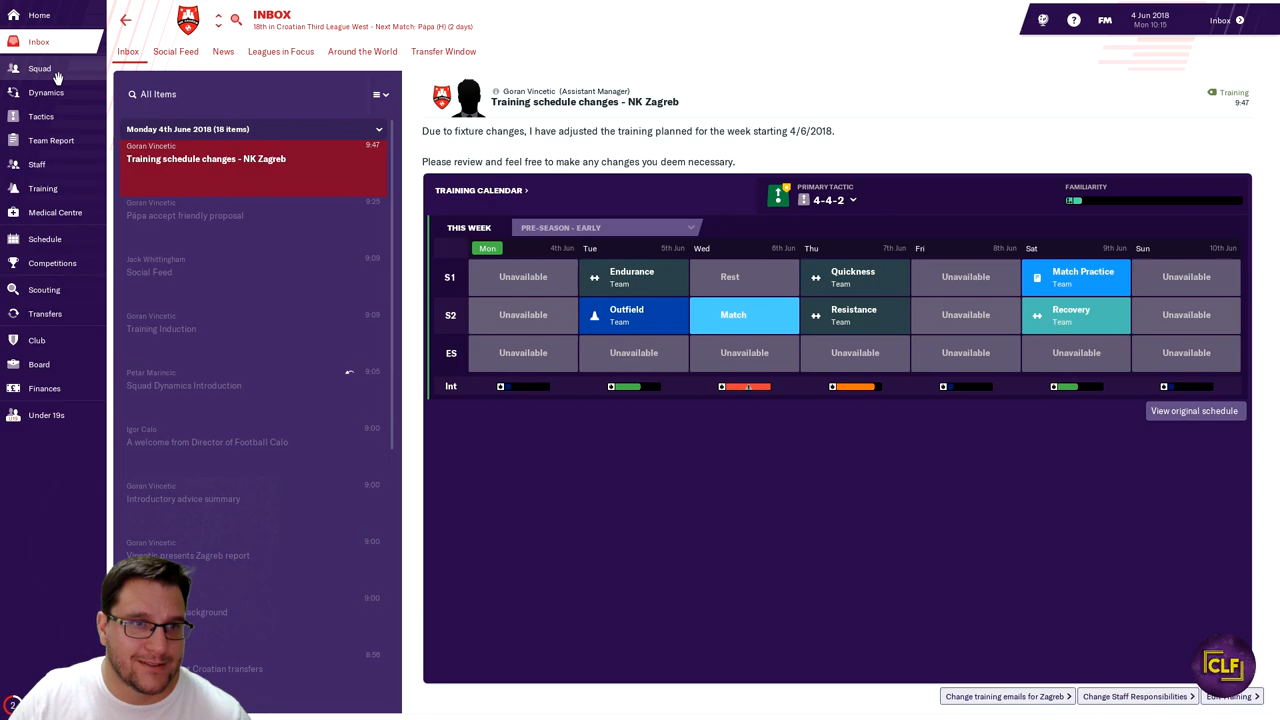 Home
Inbox
Squad
Dynamics
Tactics
Team Report
Staff
Training
Medical Centre
Schedule
Competitions
Scouting
Transfers
Club
Board
Finances
Under 19s
2
INBOX
18th in Croatian Third League West - Next Match: Pápa (H) (2 days)
FM
4 Jun 2018
Mon 10:15
Inbox
Inbox Social Feed News Leagues in Focus Around the World Transfer Window
All Items
Monday 4th June 2018 (18 items)
Goran Vincetic 9:47
Training schedule changes - NK Zagreb
Goran Vincetic 9:25
Pápa accept friendly proposal
Jack Whittingham 9:09
Social Feed
Goran Vincetic 9:09
Training Induction
Petar Marincic 9:05
Squad Dynamics Introduction
Igor Calo 9:00
A welcome from Director of Football Calo
Goran Vincetic 9:00
Introductory advice summary
Goran Vincetic 9:00
Vincetic presents Zagreb report
9:00
ackground
8:56
t Croatian transfers
Goran Vincetic (Assistant Manager)
Training schedule changes - NK Zagreb
Training
9:47
Due to fixture changes, I have adjusted the training planned for the week starting 4/6/2018.
Please review and feel free to make any changes you deem necessary.
TRAINING CALENDAR >
PRIMARY TACTIC
4-4-2
FAMILIARITY
THIS WEEK PRE-SEASON - EARLY
Mon 4th Jun Tue 5th Jun Wed 6th Jun Thu 7th Jun Fri 8th Jun Sat 9th Jun Sun 10th Jun
S1 Unavailable Endurance Team Rest Quickness Team Unavailable Match Practice Team Unavailable
S2 Unavailable Outfield Team Match Resistance Team Unavailable Recovery Team Unavailable
ES Unavailable Unavailable Unavailable Unavailable Unavailable Unavailable Unavailable
Int
View original schedule
CLF
Change training emails for Zagreb > Change Staff Responsibilities > Edit Training >